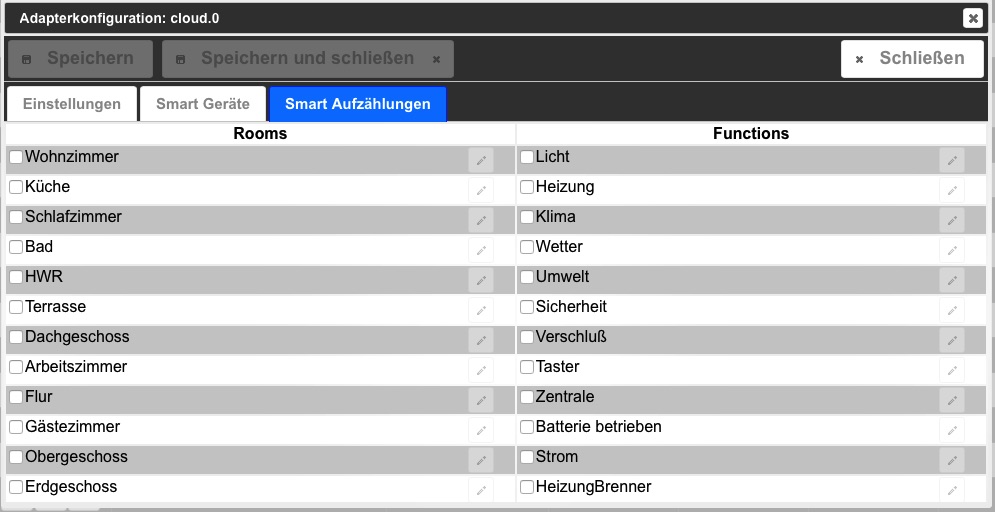 Adapterkonfiguration: cloud.0
Speichern Speichern und schließen Schließen
Einstellungen Smart Geräte Smart Aufzählungen
Rooms Functions
Wohnzimmer Licht
Küche Heizung
Schlafzimmer Klima
Bad Wetter
HWR Umwelt
Terrasse Sicherheit
Dachgeschoss Verschluß
Arbeitszimmer Taster
Flur Zentrale
Gästezimmer Batterie betrieben
Obergeschoss Strom
Erdgeschoss HeizungBrenner